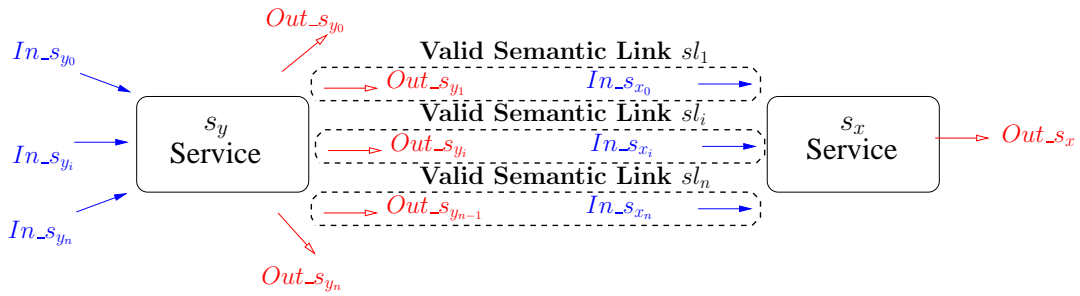 Out_s_{y_0}
In_s_{y_0}
Valid Semantic Link sl_1
Out_s_{y_1} In_s_{x_0}
Valid Semantic Link sl_i
s_y
Service
s_x
Service
In_s_{y_i}
Out_s_{y_i} In_s_{x_i}
Out_s_x
Valid Semantic Link sl_n
Out_s_{y_{n-1}} In_s_{x_n}
In_s_{y_n}
Out_s_{y_n}